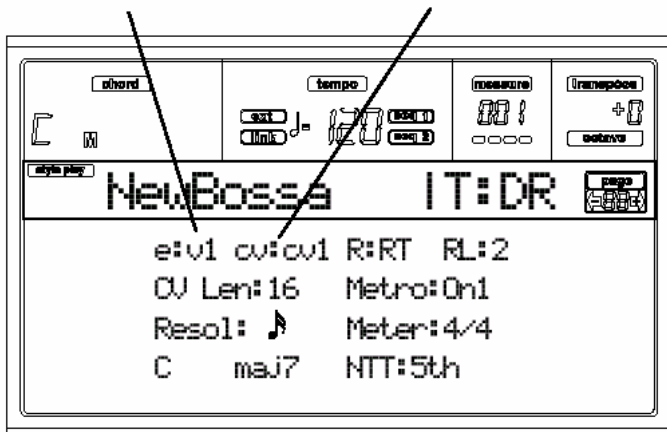 chord tempo measure transpose
C M ext link ♩= 120 seq 1 seq 2 001 +0
octave
style play NewBossa |T:DR page
e:v1 cv:cv1 R:RT RL:2
CV Len:16 Metro:On1
Resol: 𝅘𝅥𝅯 Meter:4/4
C maj7 NTT:5th